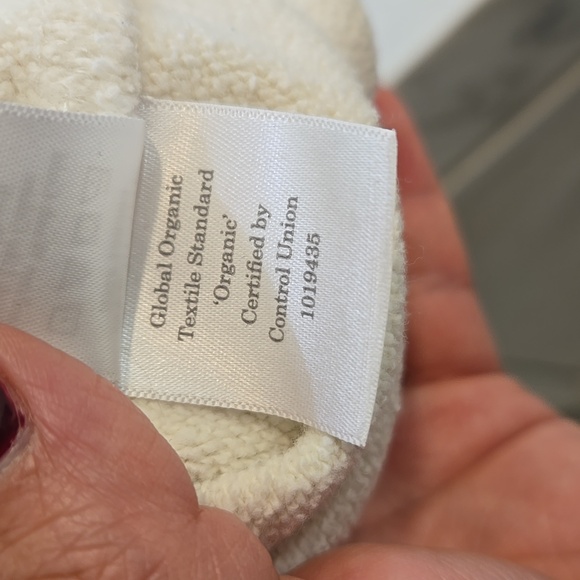 Global Organic
Textile Standard
‘Organic’
Certified by
Control Union
1019435